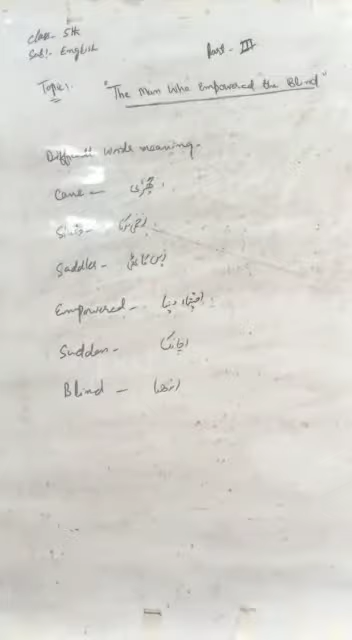 Class- 5th
Sub:- English
Part - III
Topic:- "The Man Who Empowered the Blind"
Difficult words meaning.
Cane — چھڑی
Saddler -
Empowered - اختیار دینا
Sudden - اچانک
Blind — اندھا